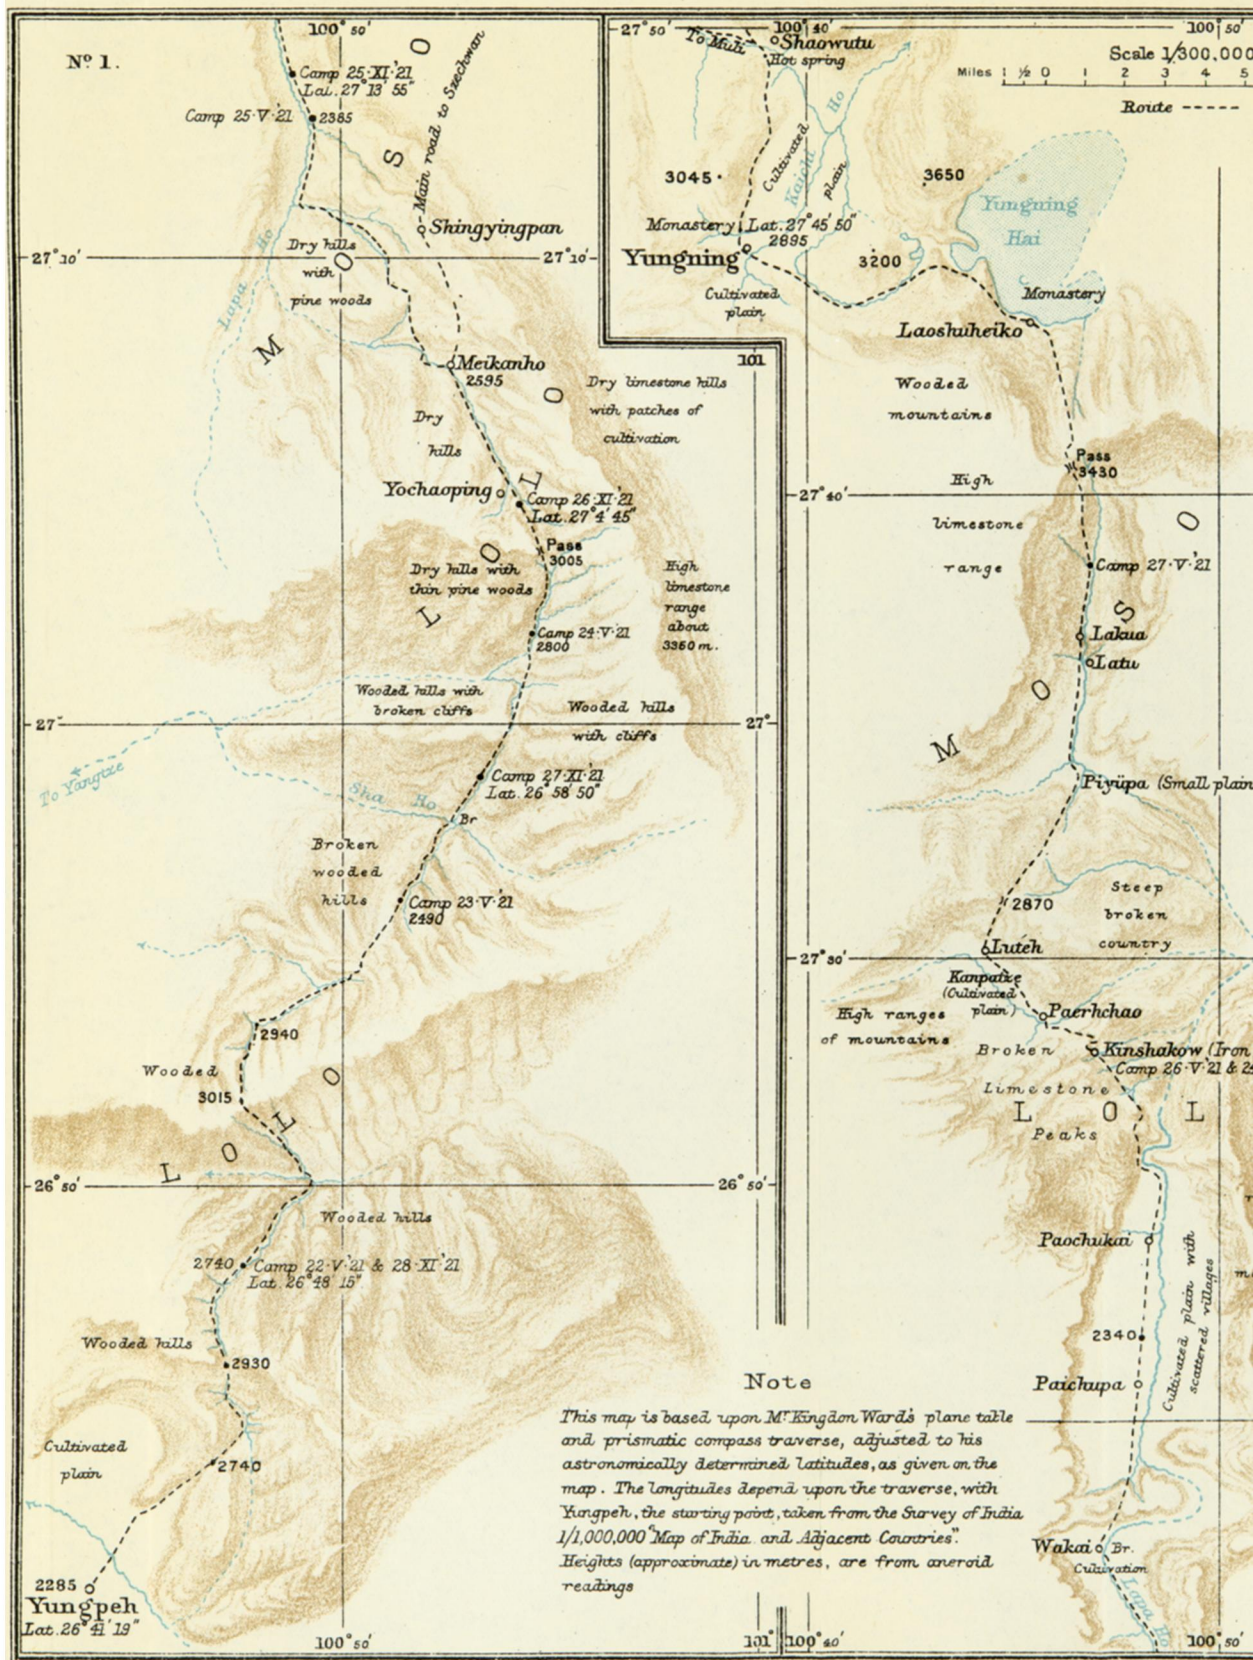 Nº 1.
100° 50'
Camp 25·XI·'21
Lat. 27° 13' 55"
Camp 25·V·'21
2385
Main road to Szechwan
M O S O
Shingyingpan
27° 10'
27° 10'
Lapa Ho
Dry hills
with
pine woods
Meikanho
2595
Dry
hills
Dry limestone hills
with patches of
cultivation
Yochaoping
Camp 26·XI·'21
Lat. 27° 4' 45"
Pass
3005
Dry hills with
thin pine woods
L O L O
High
limestone
range
about
3350 m.
Camp 24·V·'21
2800
Wooded hills with
broken cliffs
Wooded hills
with cliffs
27°
27°
To Yangtze
Camp 27·XI·'21
Lat. 26° 58' 50"
Sha Ho
Br
Broken
wooded
hills
Camp 23·V·'21
2490
2940
Wooded
3015
L O L O
26° 50'
26° 50'
Wooded hills
2740
Camp 22·V·'21 & 28·XI·'21
Lat. 26° 48' 15"
Wooded hills
2930
Cultivated
plain
2740
2285
Yungpeh
Lat. 26° 41' 19"
100° 50'
101°
27° 50'
100° 40'
100° 50'
To Muli
Shaowutu
Hot spring
Scale 1/300,000
Miles 1 ½ 0 1 2 3 4 5
Route
Kaichi Ho
Cultivated
plain
3045
3650
Yungning
Hai
Monastery
Lat. 27° 45' 50"
2895
Yungning
3200
Cultivated
plain
Monastery
Laoshuheiko
101
Wooded
mountains
Pass
3430
27° 40'
High
limestone
range
Camp 27·V·'21
Lakua
Latu
M O S O
Piyüpa (Small plain
2870
Steep
broken
country
Luteh
27° 30'
Kanpatze
(Cultivated
plain)
Paerhchao
High ranges
of mountains
Kinshakow (Iron
Camp 26·V·'21 & 2
Broken
Limestone
Peaks
L O L
Paochukai
Cultivated plain with
scattered villages
2340
Paichupa
Wakai
Br.
Cultivation
Lapa Ho
100° 40'
100° 50'
Note
This map is based upon Mr Kingdon Ward's plane table
and prismatic compass traverse, adjusted to his
astronomically determined latitudes, as given on the
map. The longitudes depend upon the traverse, with
Yungpeh, the starting point, taken from the Survey of India
1/1,000,000 "Map of India and Adjacent Countries".
Heights (approximate) in metres, are from aneroid
readings